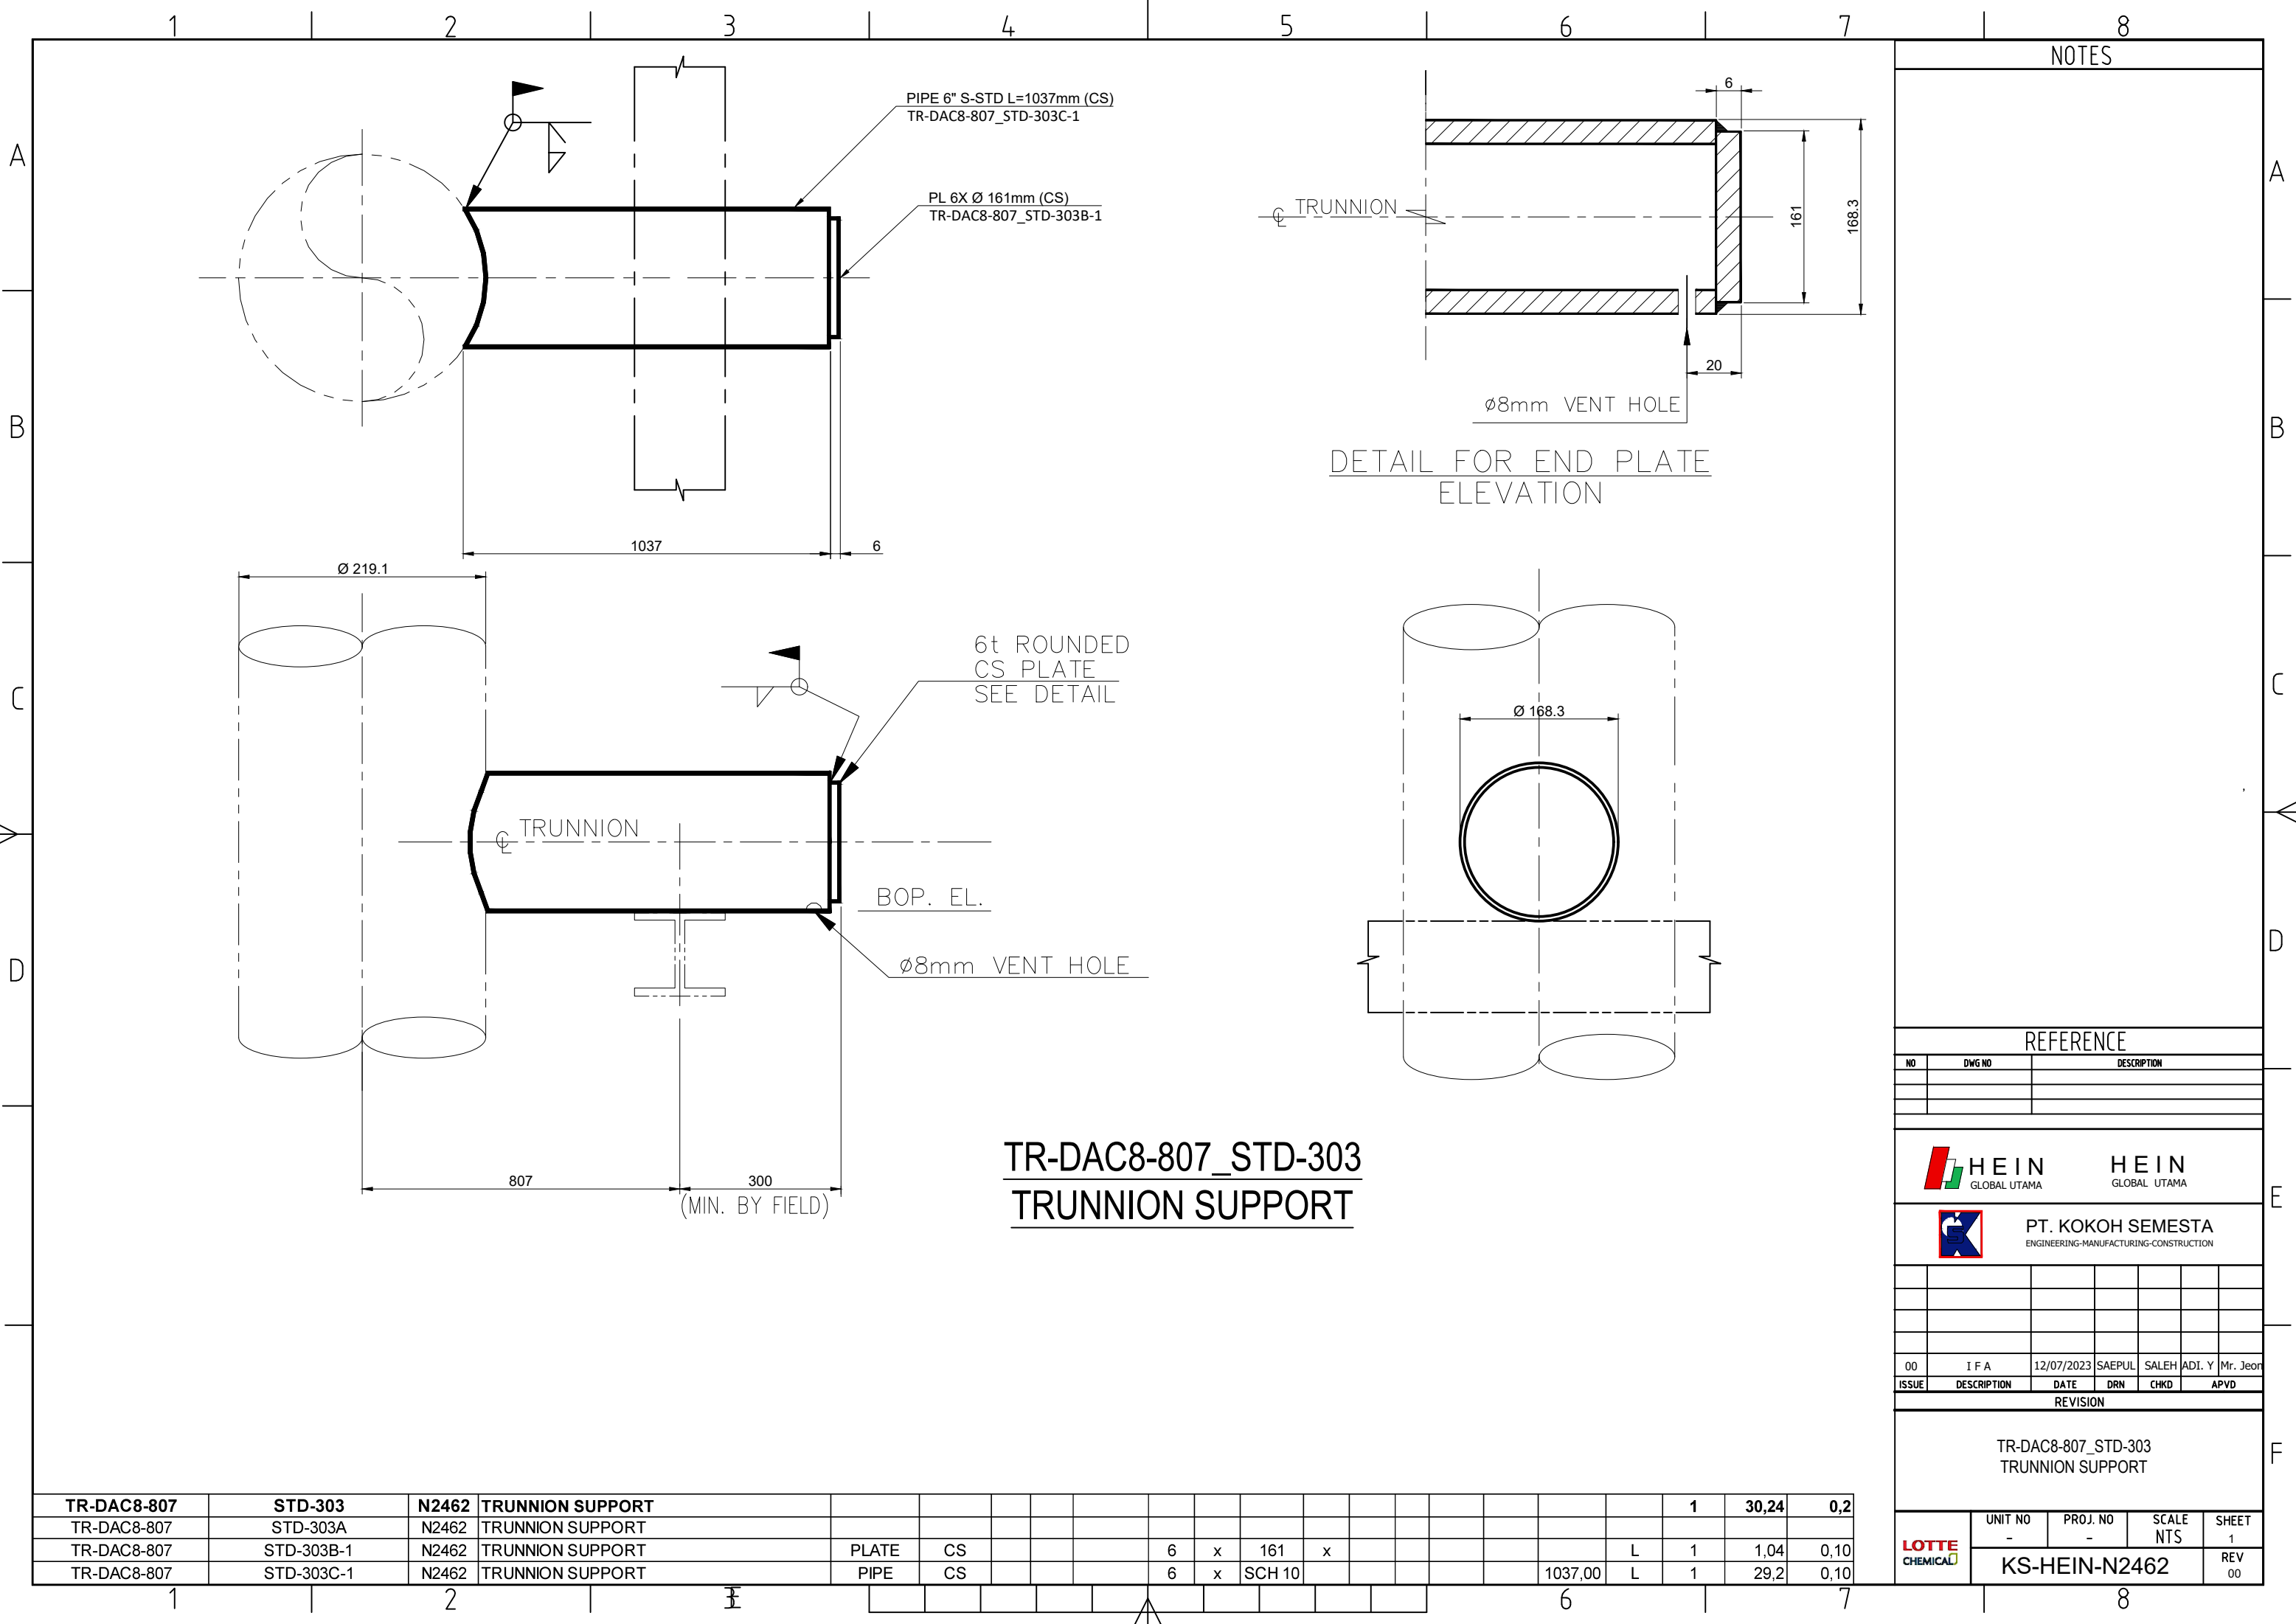 1 2 3 4 5 6 7 8
A
B
C
D
A
B
C
D
E
F
PIPE 6" S-STD L=1037mm (CS)
TR-DAC8-807_STD-303C-1
PL 6X Ø 161mm (CS)
TR-DAC8-807_STD-303B-1
1037
6
℄ TRUNNION
6
161
168.3
20
Ø8mm VENT HOLE
DETAIL FOR END PLATE
ELEVATION
Ø 219.1
6t ROUNDED
CS PLATE
SEE DETAIL
℄ TRUNNION
BOP. EL.
Ø8mm VENT HOLE
807
300
(MIN. BY FIELD)
Ø 168.3
TR-DAC8-807_STD-303
TRUNNION SUPPORT
NOTES
REFERENCE
NO DWG NO DESCRIPTION
HEIN
GLOBAL UTAMA
HEIN
GLOBAL UTAMA
PT. KOKOH SEMESTA
ENGINEERING-MANUFACTURING-CONSTRUCTION
00 I F A 12/07/2023 SAEPUL SALEH ADI. Y Mr. Jeon
ISSUE DESCRIPTION DATE DRN CHKD APVD
REVISION
TR-DAC8-807_STD-303
TRUNNION SUPPORT
LOTTE
CHEMICAL
UNIT NO PROJ. NO SCALE SHEET
- - NTS 1
KS-HEIN-N2462
REV
00
TR-DAC8-807 STD-303 N2462 TRUNNION SUPPORT 1 30,24 0,2
TR-DAC8-807 STD-303A N2462 TRUNNION SUPPORT
TR-DAC8-807 STD-303B-1 N2462 TRUNNION SUPPORT PLATE CS 6 x 161 x L 1 1,04 0,10
TR-DAC8-807 STD-303C-1 N2462 TRUNNION SUPPORT PIPE CS 6 x SCH 10 1037,00 L 1 29,2 0,10
1 2 6 7 8